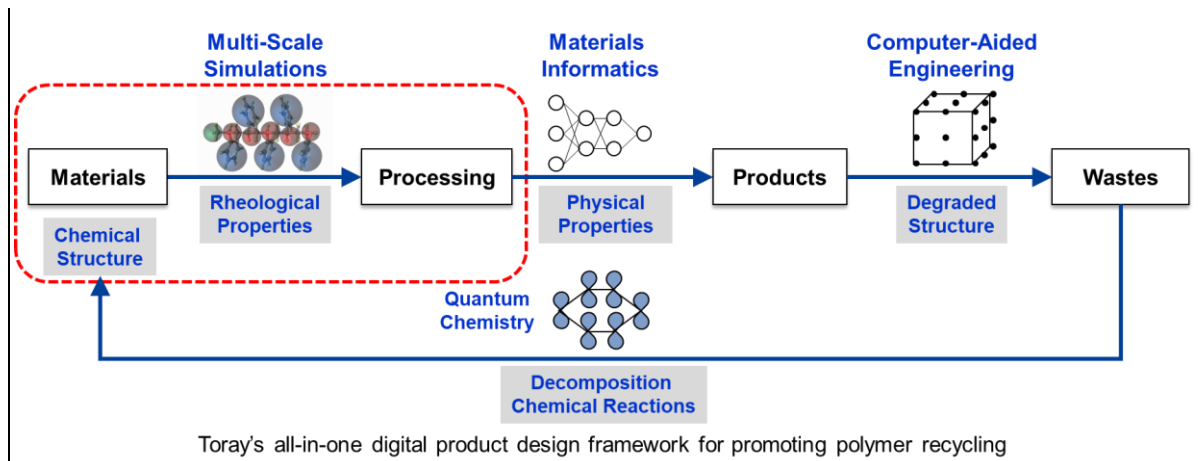 Multi-Scale
Simulations
Materials
Informatics
Computer-Aided
Engineering
Materials
Processing
Products
Wastes
Rheological
Properties
Physical
Properties
Degraded
Structure
Chemical
Structure
Quantum
Chemistry
Decomposition
Chemical Reactions
Toray's all-in-one digital product design framework for promoting polymer recycling